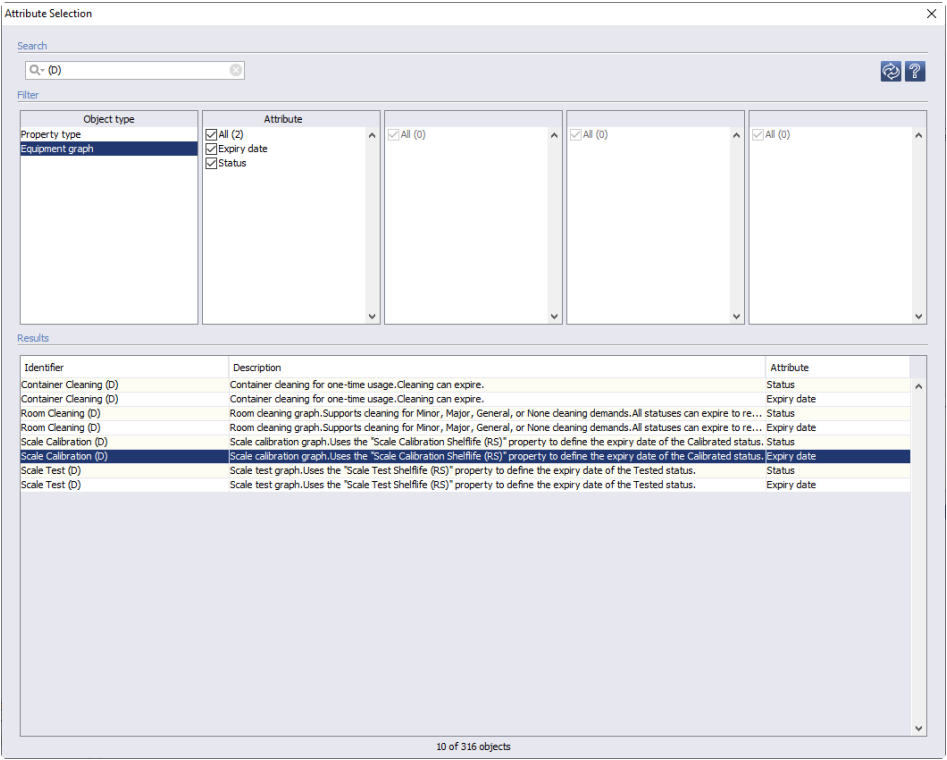 Attribute Selection
Search
(D)
Filter
Object type
Attribute
Property type
Equipment graph
All (2)
Expiry date
Status
All (0)
All (0)
All (0)
Results
Identifier Description Attribute
Container Cleaning (D) Container cleaning for one-time usage.Cleaning can expire. Status
Container Cleaning (D) Container cleaning for one-time usage.Cleaning can expire. Expiry date
Room Cleaning (D) Room cleaning graph.Supports cleaning for Minor, Major, General, or None cleaning demands.All statuses can expire to re... Status
Room Cleaning (D) Room cleaning graph.Supports cleaning for Minor, Major, General, or None cleaning demands.All statuses can expire to re... Expiry date
Scale Calibration (D) Scale calibration graph.Uses the "Scale Calibration Shelflife (RS)" property to define the expiry date of the Calibrated status. Status
Scale Calibration (D) Scale calibration graph.Uses the "Scale Calibration Shelflife (RS)" property to define the expiry date of the Calibrated status. Expiry date
Scale Test (D) Scale test graph.Uses the "Scale Test Shelflife (RS)" property to define the expiry date of the Tested status. Status
Scale Test (D) Scale test graph.Uses the "Scale Test Shelflife (RS)" property to define the expiry date of the Tested status. Expiry date
10 of 316 objects